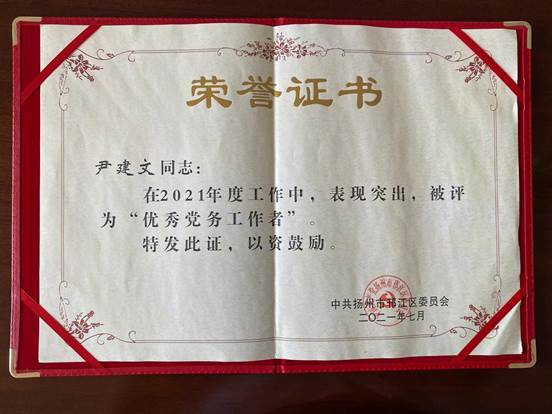 荣誉证书
尹建文同志：
在2021年度工作中，表现突出，被评
为“优秀党务工作者”。
特发此证，以资鼓励。
中共扬州市邗江区委员会
二〇二一年七月